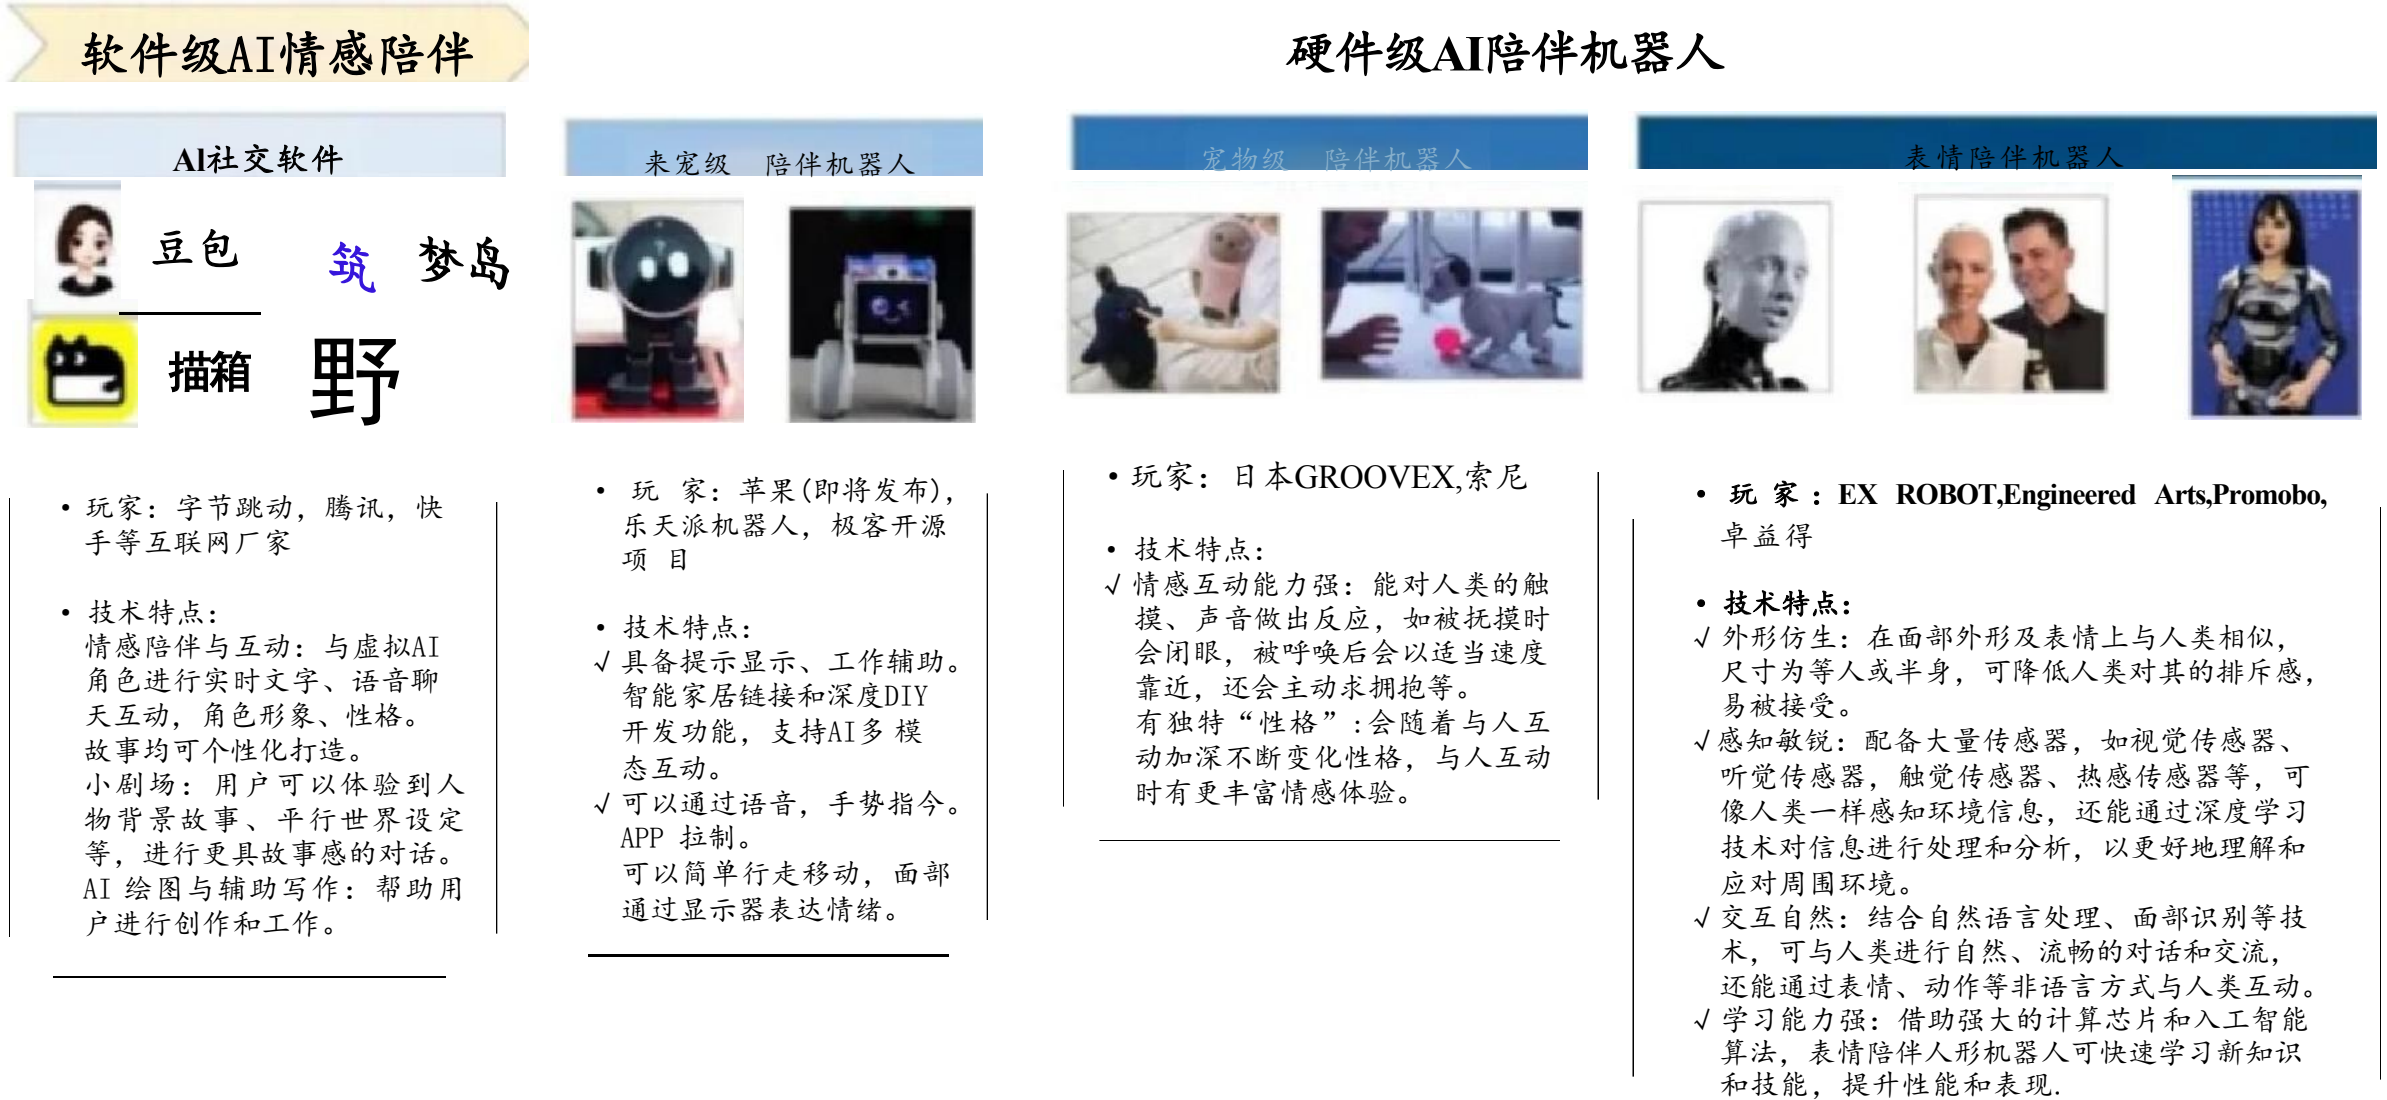 软件级AI情感陪伴
硬件级AI陪伴机器人
AI社交软件
豆包
筑 梦岛
描箱
野
• 玩家：字节跳动，腾讯，快
手等互联网厂家
• 技术特点：
情感陪伴与互动：与虚拟AI
角色进行实时文字、语音聊
天互动，角色形象、性格。
故事均可个性化打造。
小剧场：用户可以体验到人
物背景故事、平行世界设定
等，进行更具故事感的对话。
AI 绘图与辅助写作：帮助用
户进行创作和工作。
来宠级 陪伴机器人
• 玩 家：苹果(即将发布)，
乐天派机器人，极客开源
项 目
• 技术特点：
√ 具备提示显示、工作辅助。
智能家居链接和深度DIY
开发功能，支持AI多 模
态互动。
√ 可以通过语音，手势指今。
APP 拉制。
可以简单行走移动，面部
通过显示器表达情绪。
宠物级 陪伴机器人
• 玩家：日本GROOVEX,索尼
• 技术特点：
√ 情感互动能力强：能对人类的触
摸、声音做出反应，如被抚摸时
会闭眼，被呼唤后会以适当速度
靠近，还会主动求拥抱等。
有独特“性格”:会随着与人互
动加深不断变化性格，与人互动
时有更丰富情感体验。
表情陪伴机器人
• 玩 家：EX ROBOT,Engineered Arts,Promobo,
卓益得
• 技术特点：
√ 外形仿生：在面部外形及表情上与人类相似，
尺寸为等人或半身，可降低人类对其的排斥感，
易被接受。
√ 感知敏锐：配备大量传感器，如视觉传感器、
听觉传感器，触觉传感器、热感传感器等，可
像人类一样感知环境信息，还能通过深度学习
技术对信息进行处理和分析，以更好地理解和
应对周围环境。
√ 交互自然：结合自然语言处理、面部识别等技
术，可与人类进行自然、流畅的对话和交流，
还能通过表情、动作等非语言方式与人类互动。
√ 学习能力强：借助强大的计算芯片和入工智能
算法，表情陪伴人形机器人可快速学习新知识
和技能，提升性能和表现.